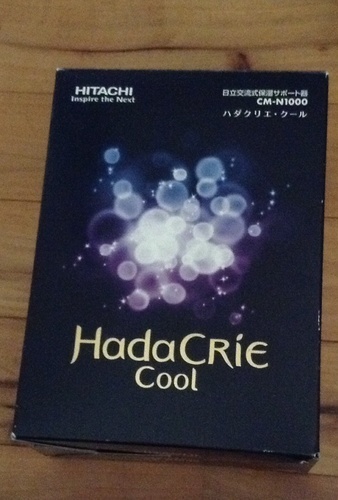 HITACHI
Inspire the Next
日立交流式保湿サポート器
CM-N1000
ハダクリエ・クール
HadaCRiE
Cool